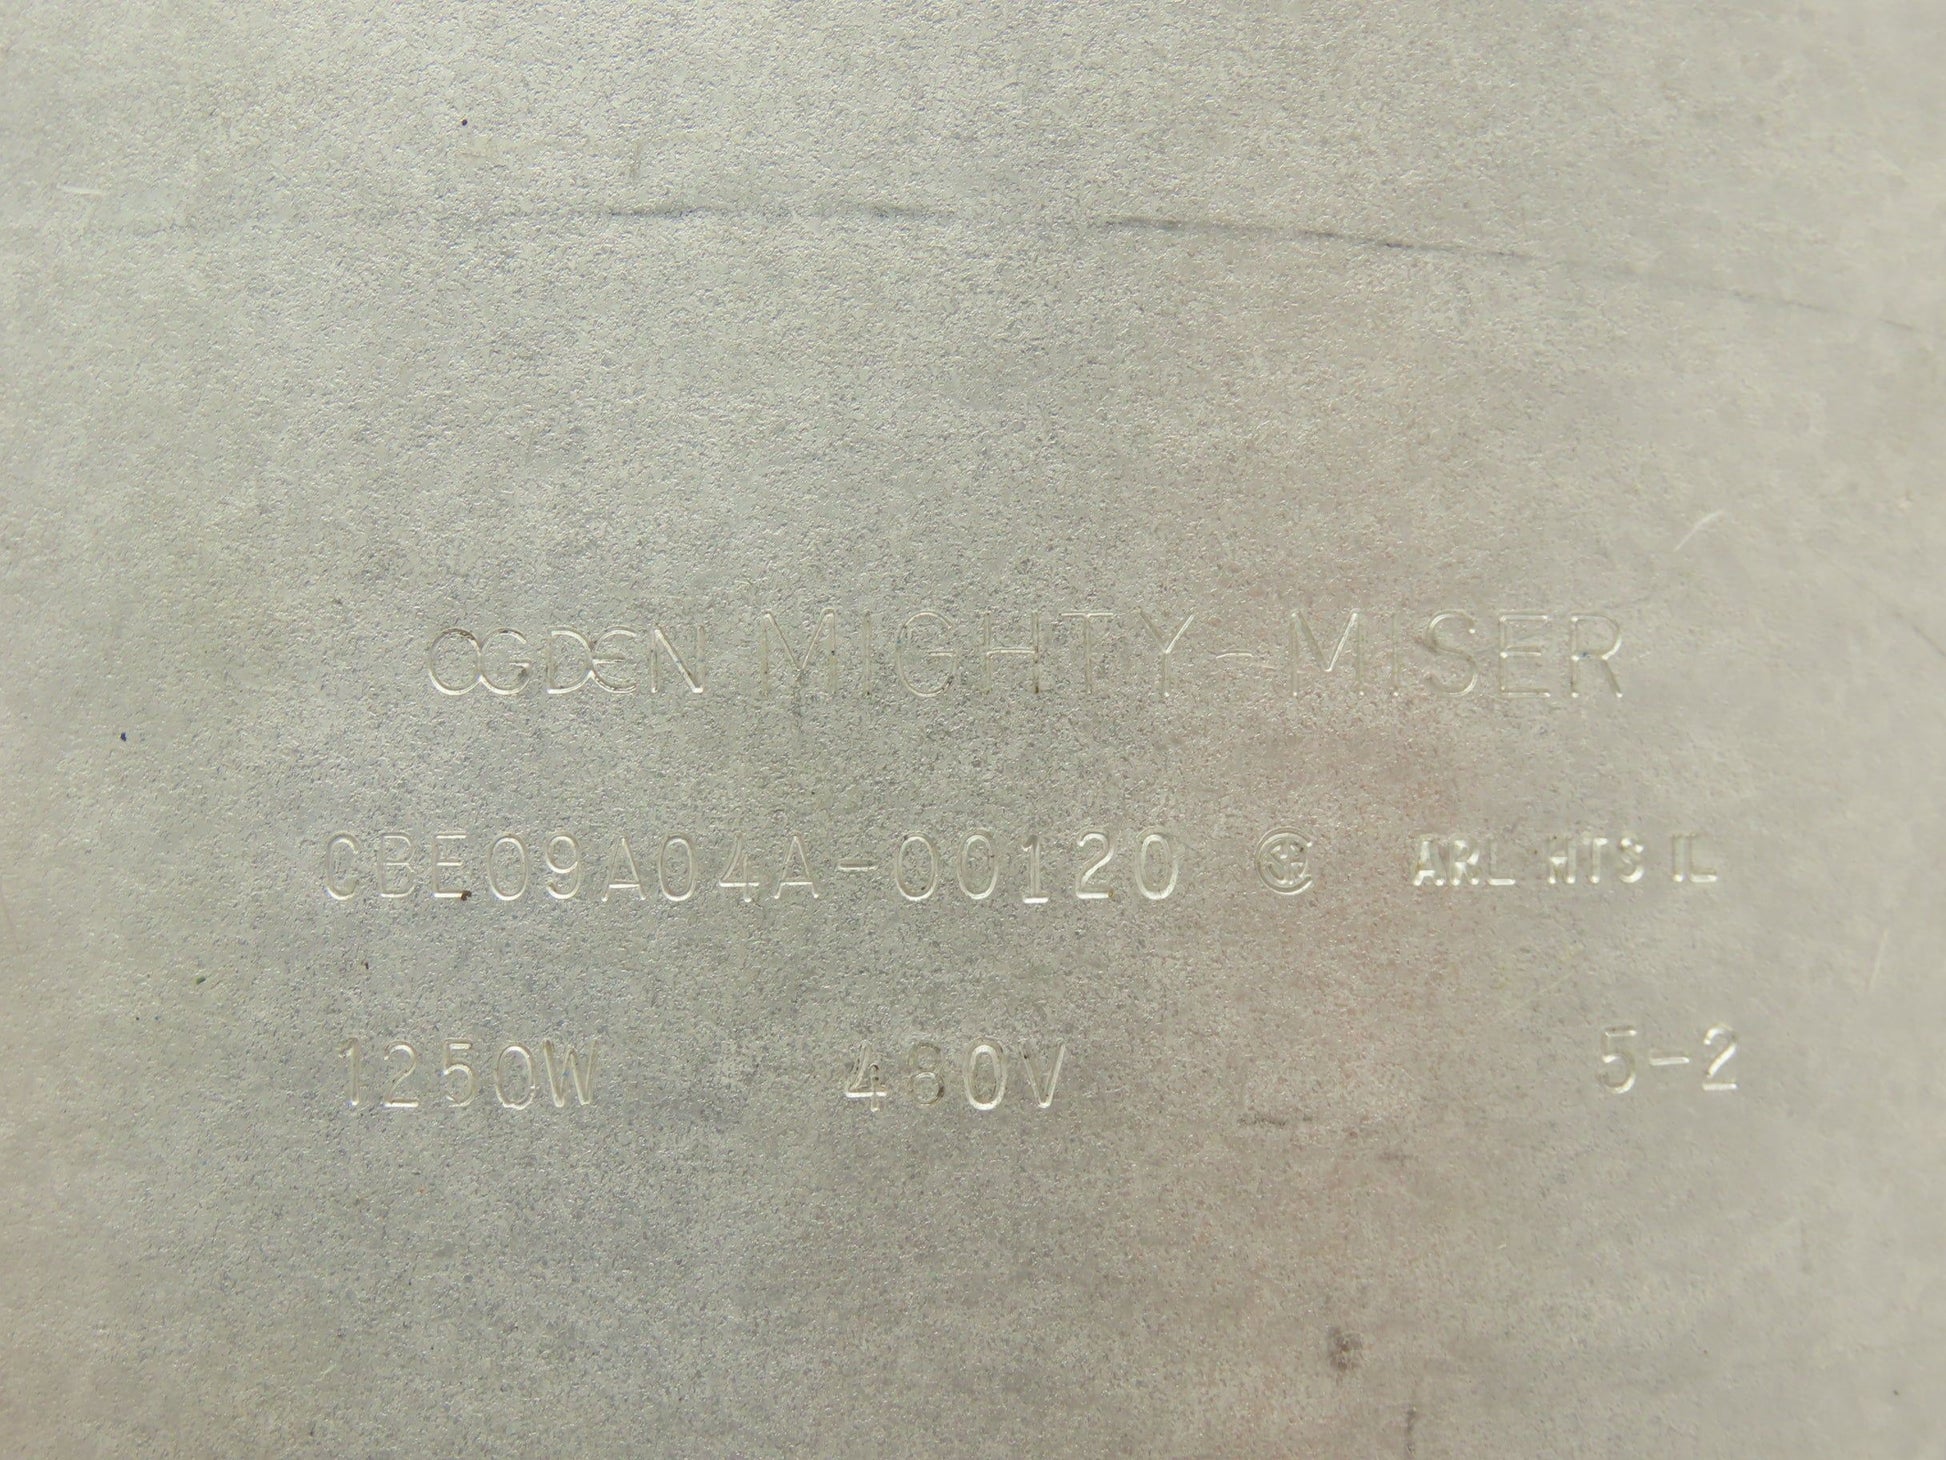 OGDEN MIGHTY-MISER
CBE09A04A-00120 ARL HTS IL
1250W 480V 5-2